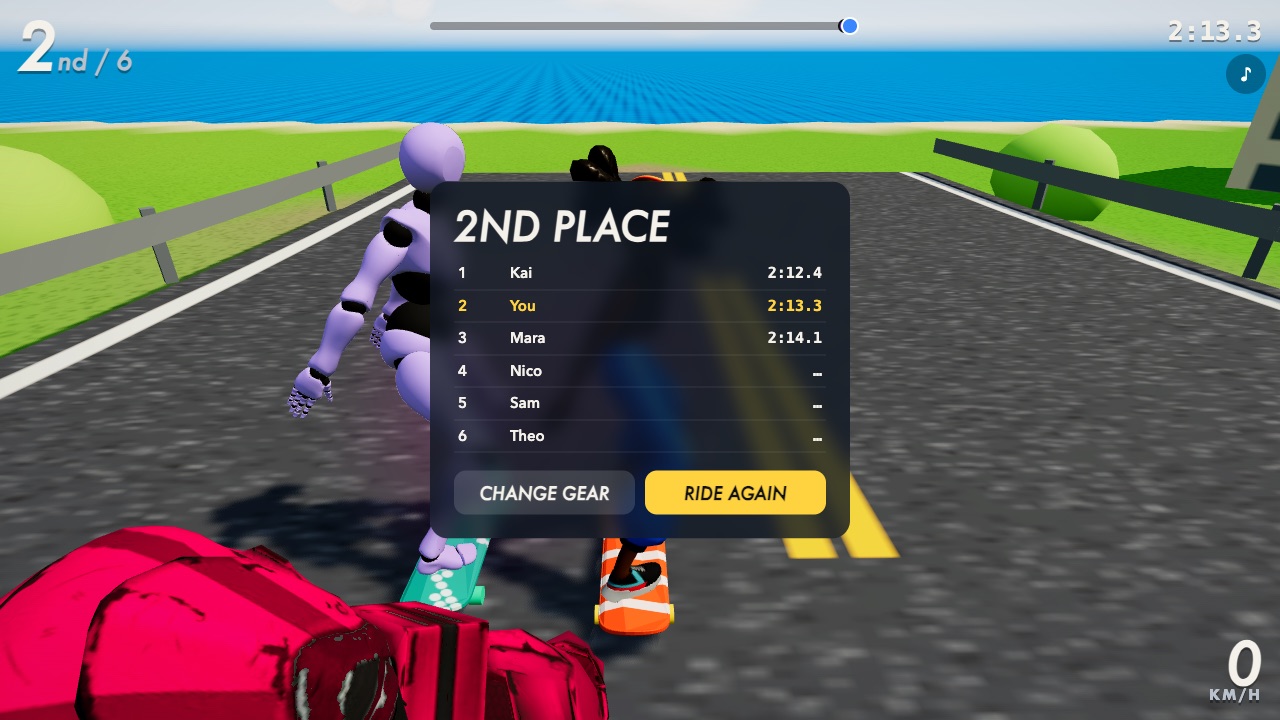 2nd / 6
2:13.3
2ND PLACE
1 Kai 2:12.4
2 You 2:13.3
3 Mara 2:14.1
4 Nico –
5 Sam –
6 Theo –
CHANGE GEAR
RIDE AGAIN
0
KM/H